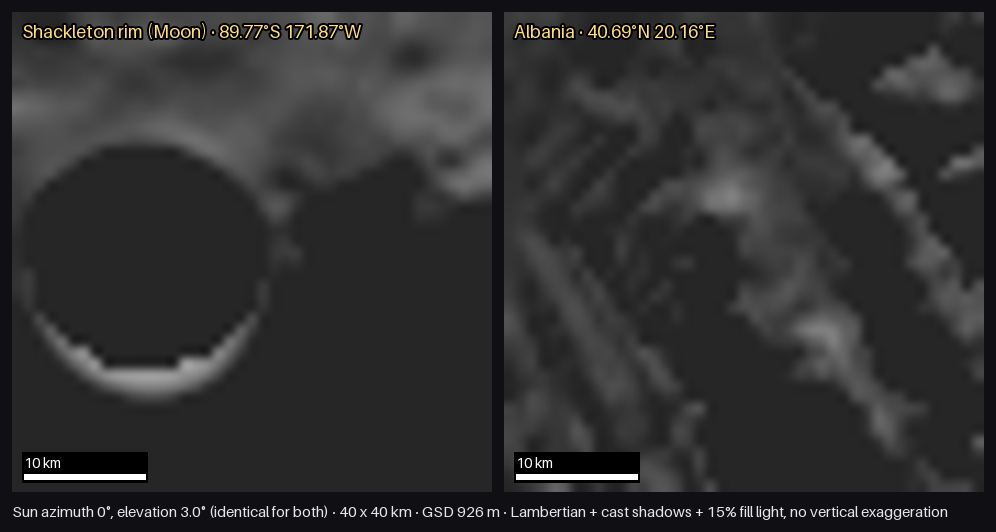 Shackleton rim (Moon) · 89.77°S 171.87°W
Albania · 40.69°N 20.16°E
10 km
10 km
Sun azimuth 0°, elevation 3.0° (identical for both) · 40 x 40 km · GSD 926 m · Lambertian + cast shadows + 15% fill light, no vertical exaggeration